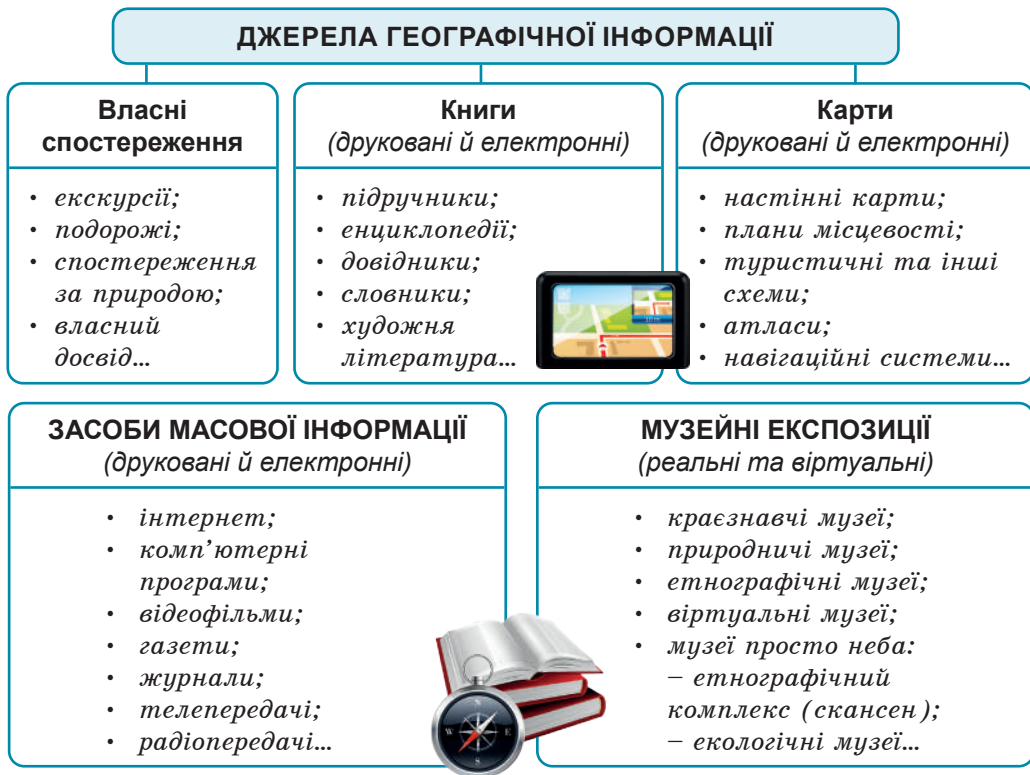 ДЖЕРЕЛА ГЕОГРАФІЧНОЇ ІНФОРМАЦІЇ
Власні
спостереження
• екскурсії;
• подорожі;
• спостереження
за природою;
• власний
досвід...
Книги
(друковані й електронні)
• підручники;
• енциклопедії;
• довідники;
• словники;
• художня
література...
Карти
(друковані й електронні)
• настінні карти;
• плани місцевості;
• туристичні та інші
схеми;
• атласи;
• навігаційні системи...
ЗАСОБИ МАСОВОЇ ІНФОРМАЦІЇ
(друковані й електронні)
• інтернет;
• комп’ютерні
програми;
• відеофільми;
• газети;
• журнали;
• телепередачі;
• радіопередачі...
N
W E
S
МУЗЕЙНІ ЕКСПОЗИЦІЇ
(реальні та віртуальні)
• краєзнавчі музеї;
• природничі музеї;
• етнографічні музеї;
• віртуальні музеї;
• музеї просто неба:
– етнографічний
комплекс (скансен);
– екологічні музеї...